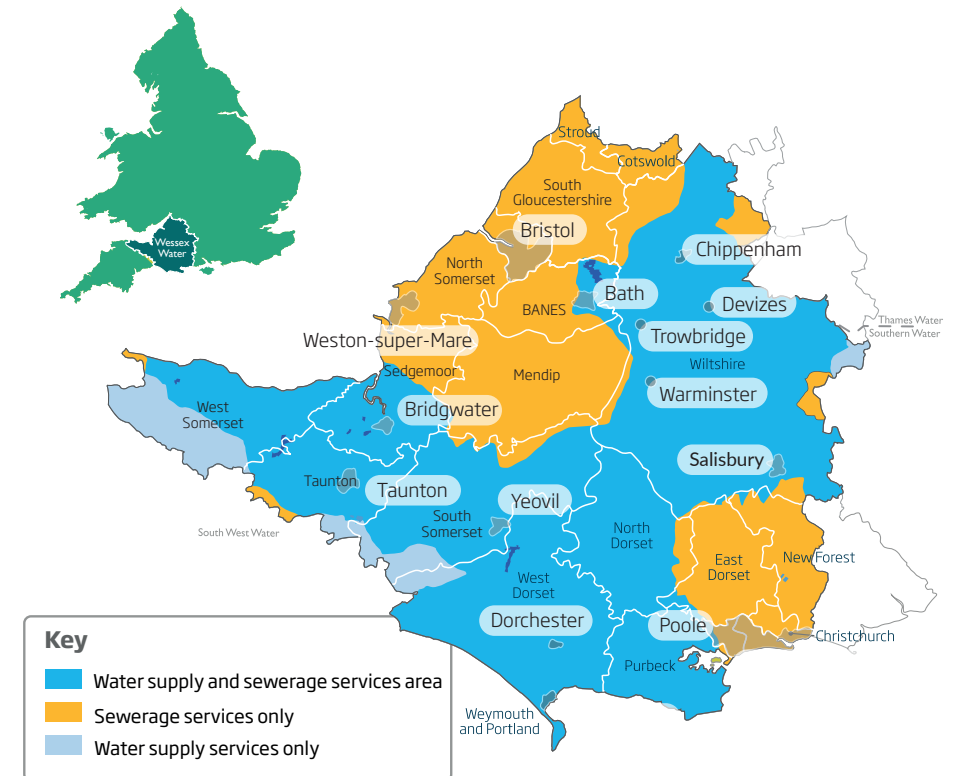 Wessex
Water
Stroud
Cotswold
South
Gloucestershire
Bristol
Chippenham
North
Somerset
BANES
Bath
Devizes
Thames Water
Southern Water
Weston-super-Mare
Trowbridge
Wiltshire
Sedgemoor
Mendip
Warminster
West
Somerset
Bridgwater
Salisbury
Taunton
Taunton
Yeovil
South West Water
South
Somerset
North
Dorset
East
Dorset
New Forest
West
Dorset
Dorchester
Poole
Christchurch
Purbeck
Weymouth
and Portland
Key
Water supply and sewerage services area
Sewerage services only
Water supply services only